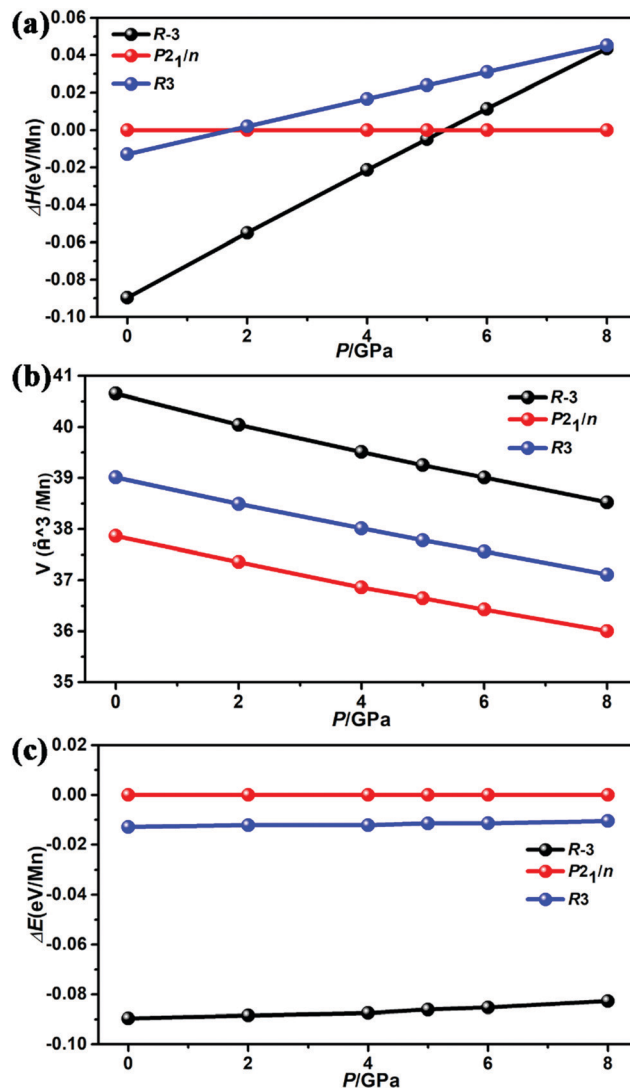 (a)
0.06
0.04
0.02
0.00
-0.02
-0.04
-0.06
-0.08
-0.10
ΔH(eV/Mn)
R-3
P2₁/n
R3
0 2 4 6 8
P/GPa
(b)
41
40
39
38
37
36
35
V (Å^3 /Mn)
R-3
P2₁/n
R3
0 2 4 6 8
P/GPa
(c)
0.02
0.00
-0.02
-0.04
-0.06
-0.08
-0.10
ΔE(eV/Mn)
R-3
P2₁/n
R3
0 2 4 6 8
P/GPa